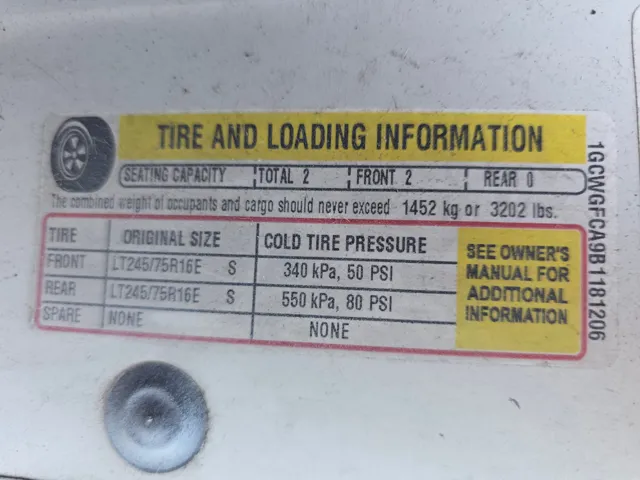 TIRE AND LOADING INFORMATION
SEATING CAPACITY TOTAL 2 FRONT 2 REAR 0
The combined weight of occupants and cargo should never exceed 1452 kg or 3202 lbs.
TIRE ORIGINAL SIZE COLD TIRE PRESSURE
FRONT LT245/75R16E S 340 kPa, 50 PSI
REAR LT245/75R16E S 550 kPa, 80 PSI
SPARE NONE NONE
SEE OWNER'S
MANUAL FOR
ADDITIONAL
INFORMATION
1GCWGFCA9B1181206